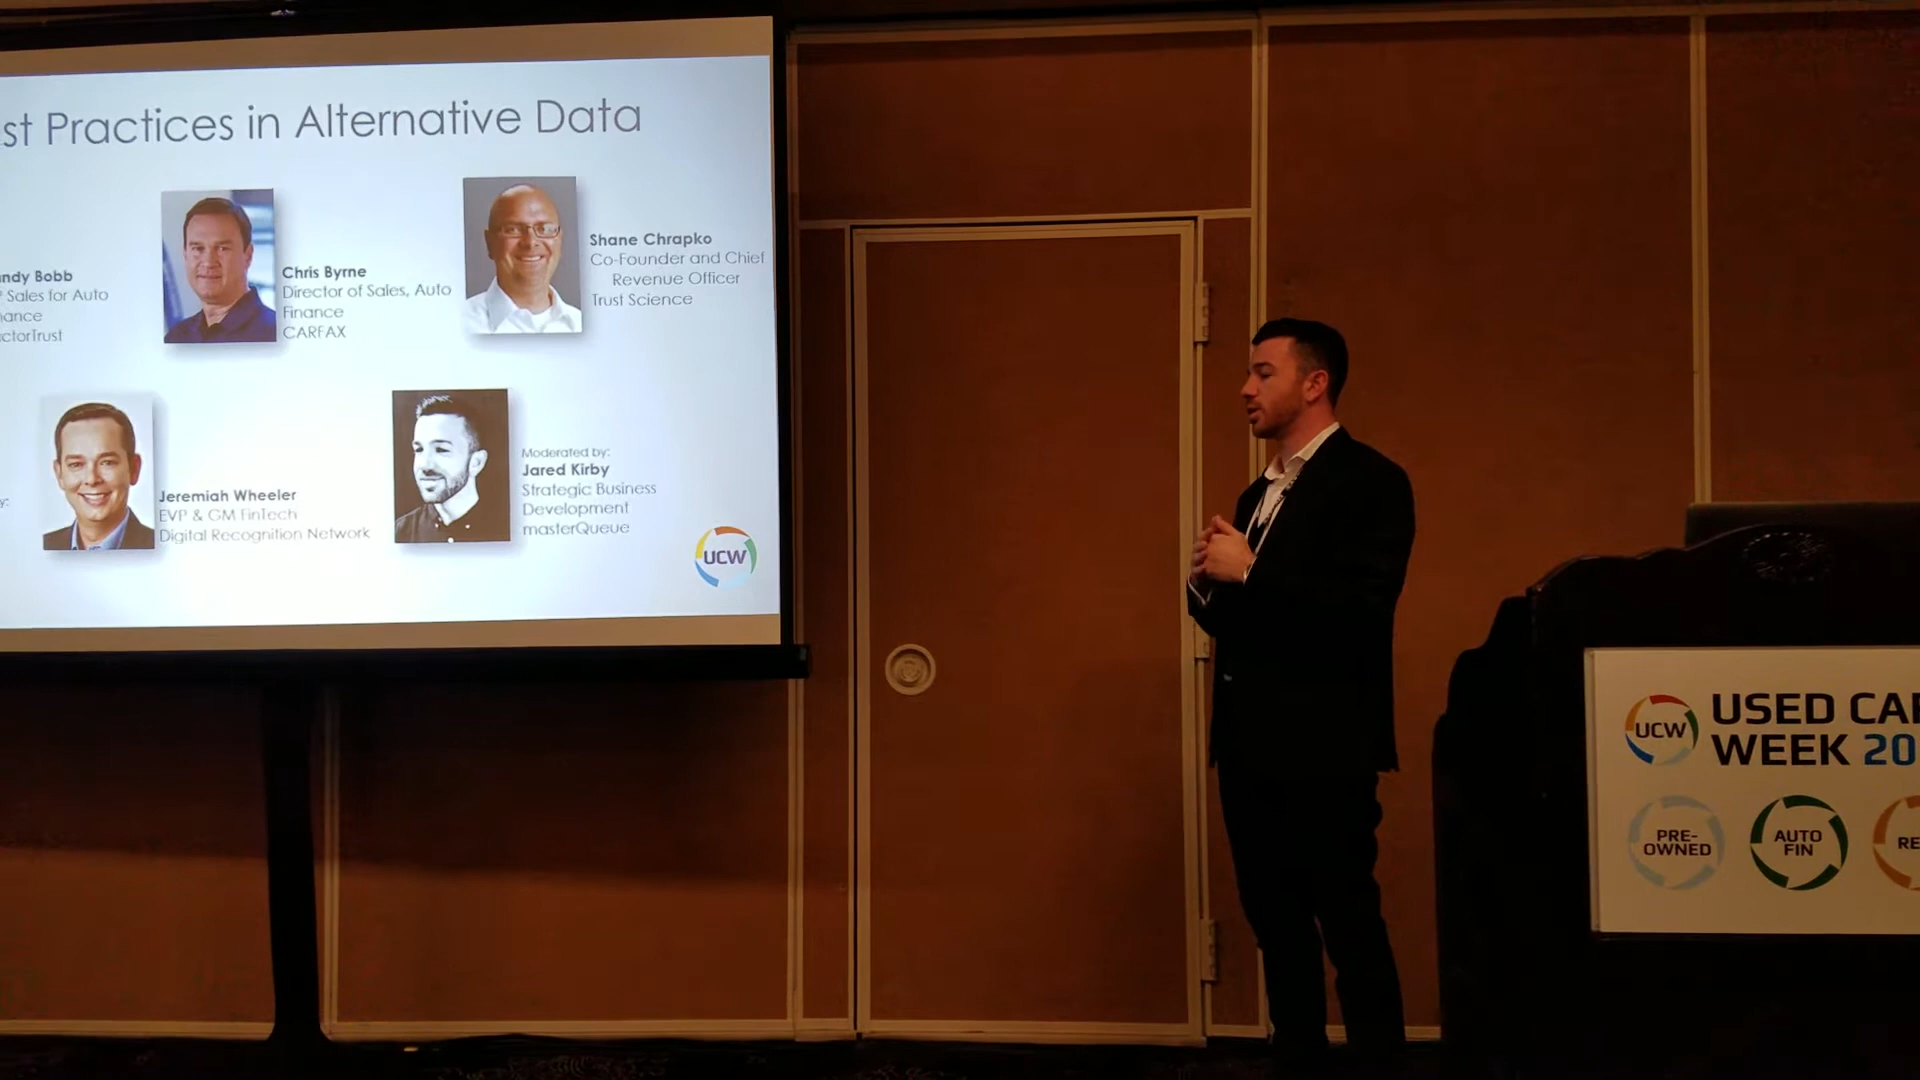 st Practices in Alternative Data
ndy Bobb
Sales for Auto
nance
ctorTrust
Chris Byrne
Director of Sales, Auto
Finance
CARFAX
Shane Chrapko
Co-Founder and Chief
Revenue Officer
Trust Science
y:
Jeremiah Wheeler
EVP & GM FinTech
Digital Recognition Network
Moderated by:
Jared Kirby
Strategic Business
Development
masterQueue
UCW
UCW
USED CAR
WEEK 20
PRE-
OWNED
AUTO
FIN
RE